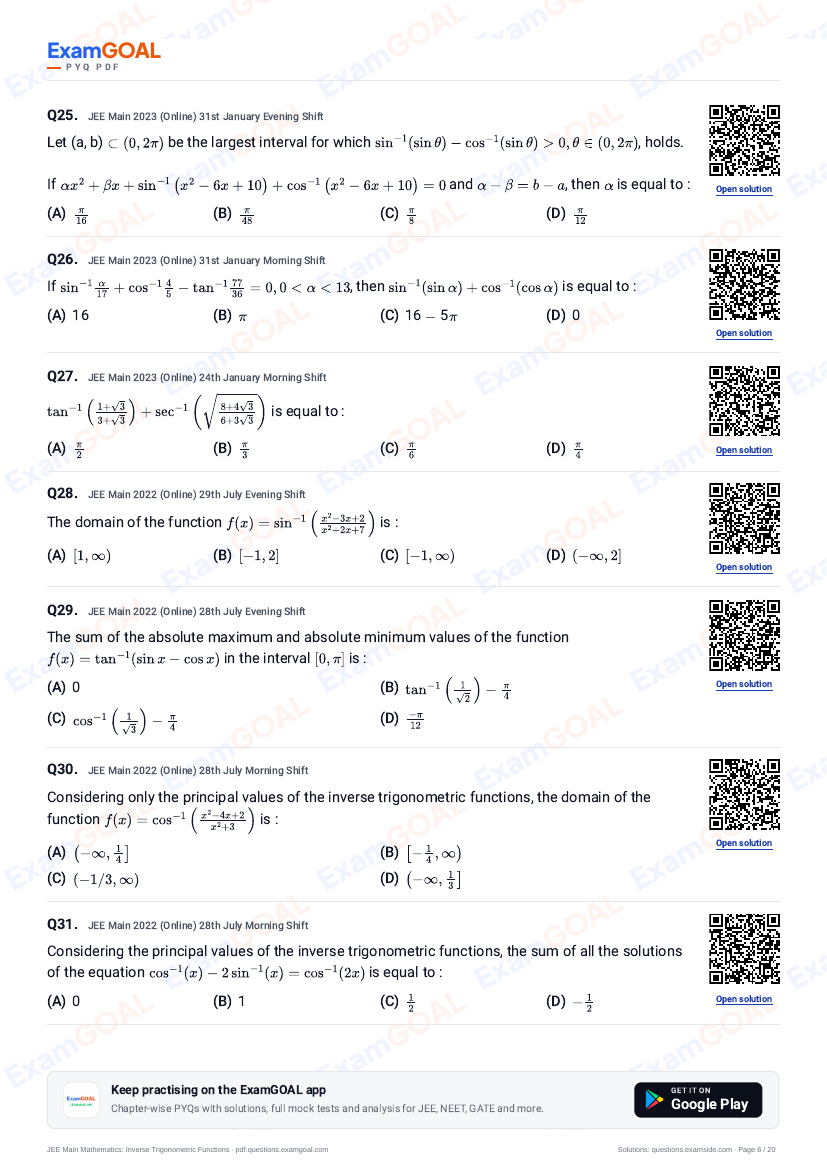 ExamGOAL
PYQ PDF
Q25. JEE Main 2023 (Online) 31st January Evening Shift
Let (a, b) ⊂ (0, 2π) be the largest interval for which sin⁻¹(sin θ) − cos⁻¹(sin θ) > 0, θ ∈ (0, 2π), holds.
If αx² + βx + sin⁻¹ (x² − 6x + 10) + cos⁻¹ (x² − 6x + 10) = 0 and α − β = b − a, then α is equal to :
Open solution
(A) π/16 (B) π/48 (C) π/8 (D) π/12
Q26. JEE Main 2023 (Online) 31st January Morning Shift
If sin⁻¹ α/17 + cos⁻¹ 4/5 − tan⁻¹ 77/36 = 0, 0 < α < 13, then sin⁻¹(sin α) + cos⁻¹(cos α) is equal to :
(A) 16 (B) π (C) 16 − 5π (D) 0
Open solution
Q27. JEE Main 2023 (Online) 24th January Morning Shift
tan⁻¹ ((1+√3)/(3+√3)) + sec⁻¹ (√((8+4√3)/(6+3√3))) is equal to :
(A) π/2 (B) π/3 (C) π/6 (D) π/4
Open solution
Q28. JEE Main 2022 (Online) 29th July Evening Shift
The domain of the function f(x) = sin⁻¹ ((x²−3x+2)/(x²+2x+7)) is :
(A) [1, ∞) (B) [−1, 2] (C) [−1, ∞) (D) (−∞, 2]
Open solution
Q29. JEE Main 2022 (Online) 28th July Evening Shift
The sum of the absolute maximum and absolute minimum values of the function
f(x) = tan⁻¹(sin x − cos x) in the interval [0, π] is :
Open solution
(A) 0 (B) tan⁻¹ (1/√2) − π/4
(C) cos⁻¹ (1/√3) − π/4 (D) −π/12
Q30. JEE Main 2022 (Online) 28th July Morning Shift
Considering only the principal values of the inverse trigonometric functions, the domain of the
function f(x) = cos⁻¹ ((x²−4x+2)/(x²+3)) is :
Open solution
(A) (−∞, 1/4] (B) [−1/4, ∞)
(C) (−1/3, ∞) (D) (−∞, 1/3]
Q31. JEE Main 2022 (Online) 28th July Morning Shift
Considering the principal values of the inverse trigonometric functions, the sum of all the solutions
of the equation cos⁻¹(x) − 2 sin⁻¹(x) = cos⁻¹(2x) is equal to :
(A) 0 (B) 1 (C) 1/2 (D) −1/2
Open solution
Keep practising on the ExamGOAL app
Chapter-wise PYQs with solutions, full mock tests and analysis for JEE, NEET, GATE and more.
ExamGOAL
GET IT ON
Google Play
JEE Main Mathematics: Inverse Trigonometric Functions · pdf.questions.examgoal.com
Solutions: questions.examside.com · Page 6 / 20